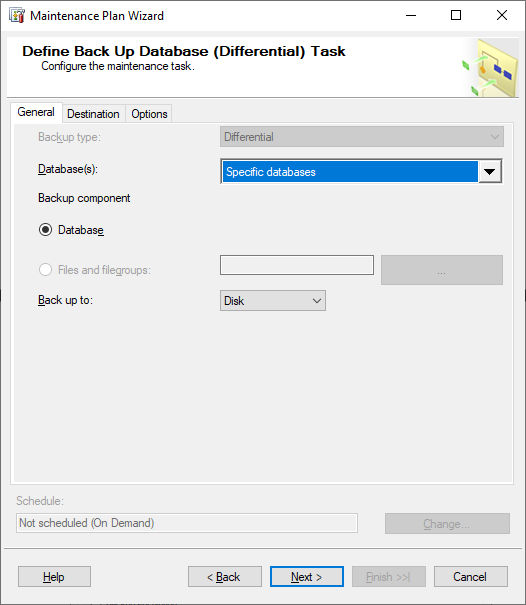 Maintenance Plan Wizard
Define Back Up Database (Differential) Task
Configure the maintenance task.
General Destination Options
Backup type: Differential
Database(s): Specific databases
Backup component
Database
Files and filegroups: ...
Back up to: Disk
Schedule:
Not scheduled (On Demand) Change...
Help < Back Next > Finish >>| Cancel